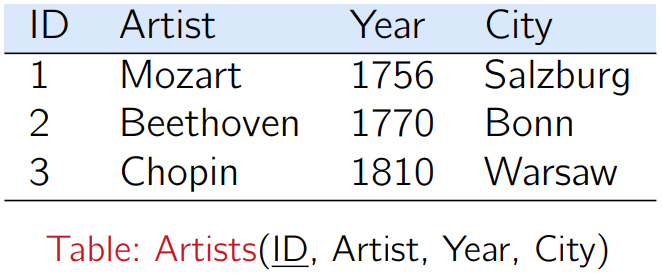 ID Artist Year City
1 Mozart 1756 Salzburg
2 Beethoven 1770 Bonn
3 Chopin 1810 Warsaw
Table: Artists(ID, Artist, Year, City)